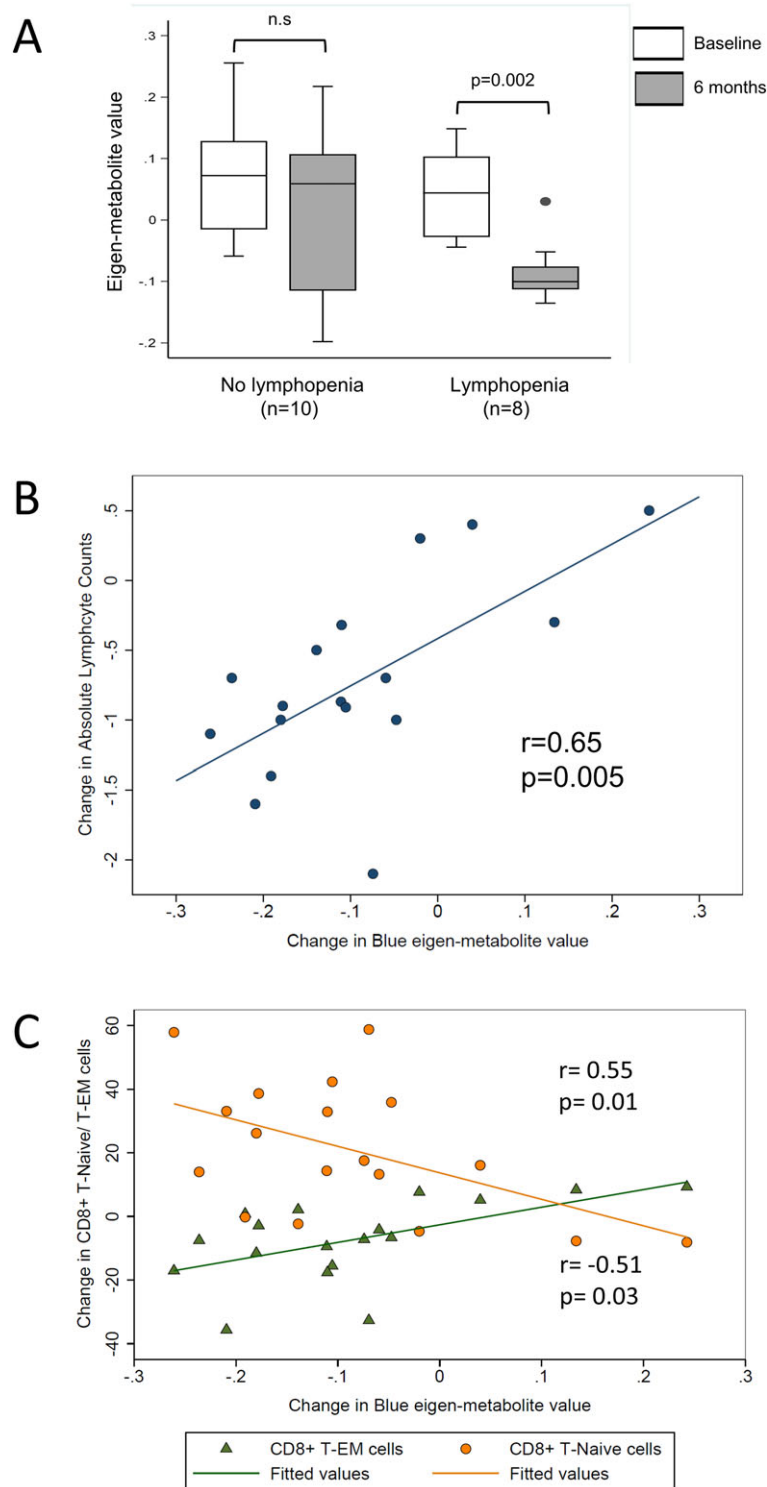 A
n.s
p=0.002
Baseline
6 months
Eigen-metabolite value
.3
.2
.1
0
-.1
-.2
No lymphopenia
(n=10)
Lymphopenia
(n=8)
B
Change in Absolute Lymphcyte Counts
.5
0
-.5
-1
-1.5
-2
r=0.65
p=0.005
-.3 -.2 -.1 0 .1 .2 .3
Change in Blue eigen-metabolite value
C
Change in CD8+ T-Naive/ T-EM cells
60
40
20
0
-20
-40
r= 0.55
p= 0.01
r= -0.51
p= 0.03
-.3 -.2 -.1 0 .1 .2 .3
Change in Blue eigen-metabolite value
CD8+ T-EM cells CD8+ T-Naive cells
Fitted values Fitted values